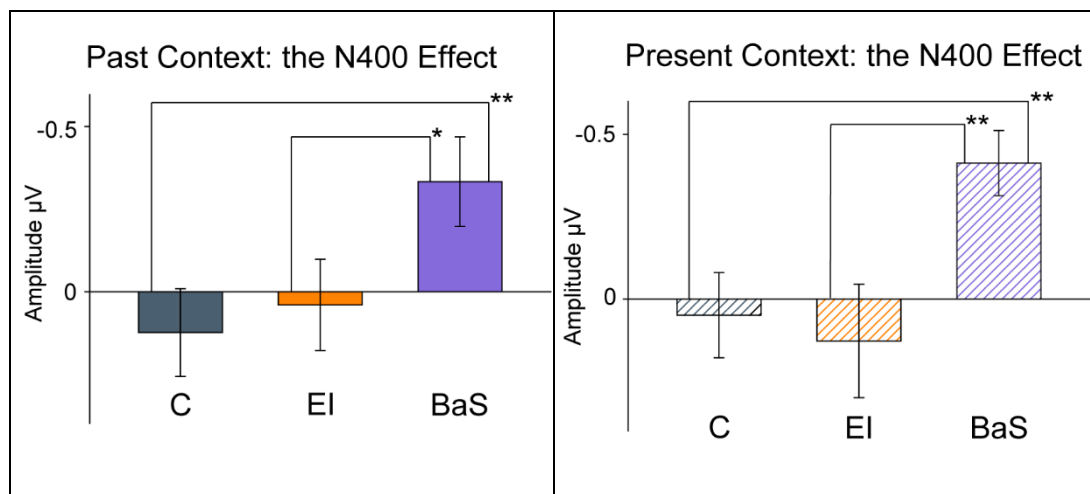 Past Context: the N400 Effect
**
-0.5
*
Amplitude µV
0
C EI BaS
Present Context: the N400 Effect
**
-0.5
**
Amplitude µV
0
C EI BaS